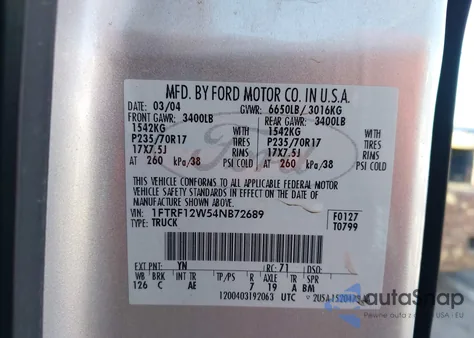 MFD. BY FORD MOTOR CO. IN U.S.A.
DATE: 03/04 GVWR: 6650LB/ 3016KG
FRONT GAWR: 3400LB REAR GAWR: 3400LB
1542KG WITH 1542KG WITH
P235/70R17 TIRES P235/70R17 TIRES
17X7.5J RIMS 17X7.5J RIMS
AT 260 kPa/38 PSI COLD AT 260 kPa/38 PSI COLD
THIS VEHICLE CONFORMS TO ALL APPLICABLE FEDERAL MOTOR
VEHICLE SAFETY STANDARDS IN EFFECT ON THE DATE OF
MANUFACTURE SHOWN ABOVE.
VIN: 1FTRF12W54NB72689 F0127
TYPE: TRUCK T0799
EXT PNT: YN RC: 71 DSO:
WB BRK INT TR TP/PS R AXLE TR SPR
126 C AE 7 19 A BM
1200403192063 UTC
autoSnap